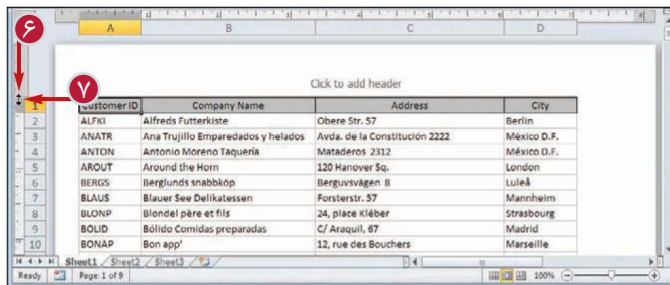 ۶
۷
A B C D
Click to add header
1 Customer ID Company Name Address City
2 ALFKI Alfreds Futterkiste Obere Str. 57 Berlin
3 ANATR Ana Trujillo Emparedados y helados Avda. de la Constitución 2222 México D.F.
4 ANTON Antonio Moreno Taquería Mataderos 2312 México D.F.
5 AROUT Around the Horn 120 Hanover Sq. London
6 BERGS Berglunds snabbköp Berguvsvägen 8 Luleå
7 BLAUS Blauer See Delikatessen Forsterstr. 57 Mannheim
8 BLONP Blondel père et fils 24, place Kléber Strasbourg
9 BOLID Bólido Comidas preparadas C/ Araquil, 67 Madrid
10 BONAP Bon app' 12, rue des Bouchers Marseille
Sheet1 Sheet2 Sheet3
Ready Page: 1 of 9 100%